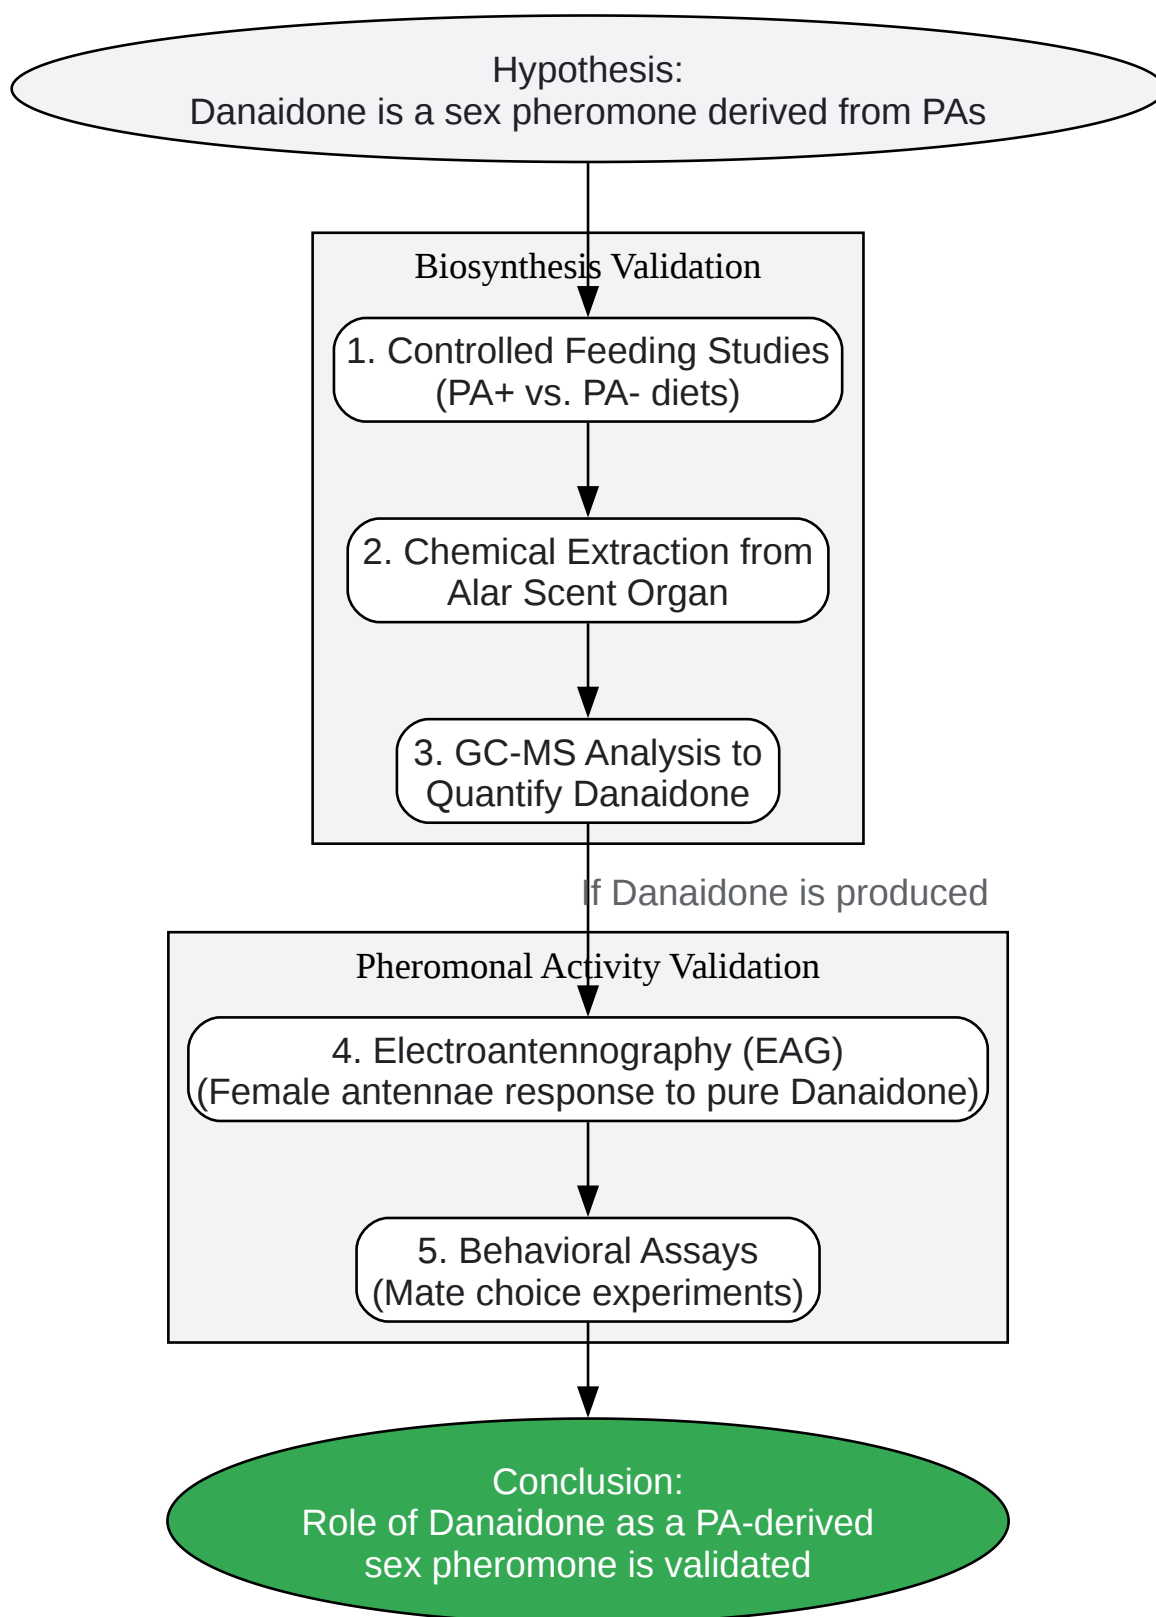 Hypothesis:
Danaidone is a sex pheromone derived from PAs
Biosynthesis Validation
1. Controlled Feeding Studies
(PA+ vs. PA- diets)
2. Chemical Extraction from
Alar Scent Organ
3. GC-MS Analysis to
Quantify Danaidone
If Danaidone is produced
Pheromonal Activity Validation
4. Electroantennography (EAG)
(Female antennae response to pure Danaidone)
5. Behavioral Assays
(Mate choice experiments)
Conclusion:
Role of Danaidone as a PA-derived
sex pheromone is validated